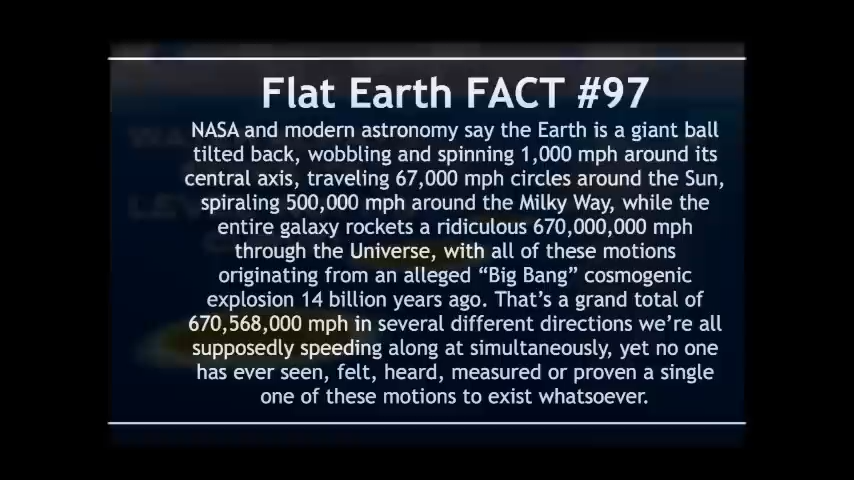 Flat Earth FACT #97
NASA and modern astronomy say the Earth is a giant ball
tilted back, wobbling and spinning 1,000 mph around its
central axis, traveling 67,000 mph circles around the Sun,
spiraling 500,000 mph around the Milky Way, while the
entire galaxy rockets a ridiculous 670,000,000 mph
through the Universe, with all of these motions
originating from an alleged “Big Bang” cosmogenic
explosion 14 billion years ago. That’s a grand total of
670,568,000 mph in several different directions we’re all
supposedly speeding along at simultaneously, yet no one
has ever seen, felt, heard, measured or proven a single
one of these motions to exist whatsoever.